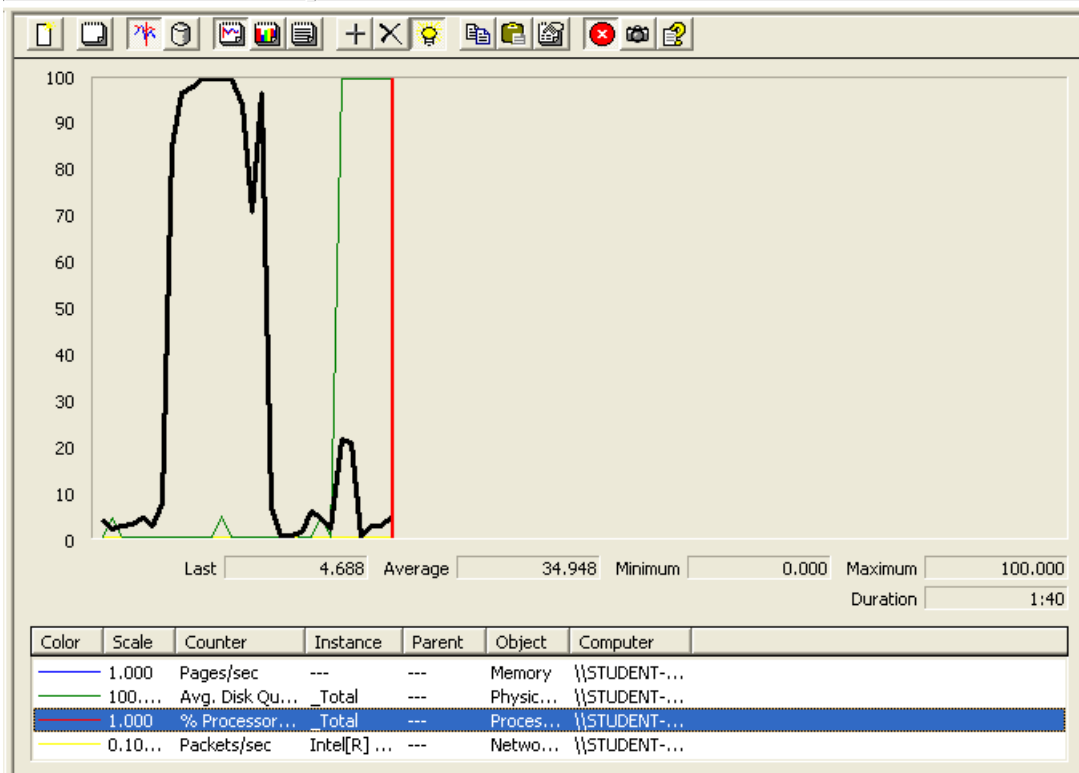 100
90
80
70
60
50
40
30
20
10
0
Last 4.688 Average 34.948 Minimum 0.000 Maximum 100.000
Duration 1:40
Color Scale Counter Instance Parent Object Computer
1.000 Pages/sec --- --- Memory \\STUDENT-...
100.... Avg. Disk Qu... _Total --- Physic... \\STUDENT-...
1.000 % Processor... _Total --- Proces... \\STUDENT-...
0.10... Packets/sec Intel[R] ... --- Netwo... \\STUDENT-...